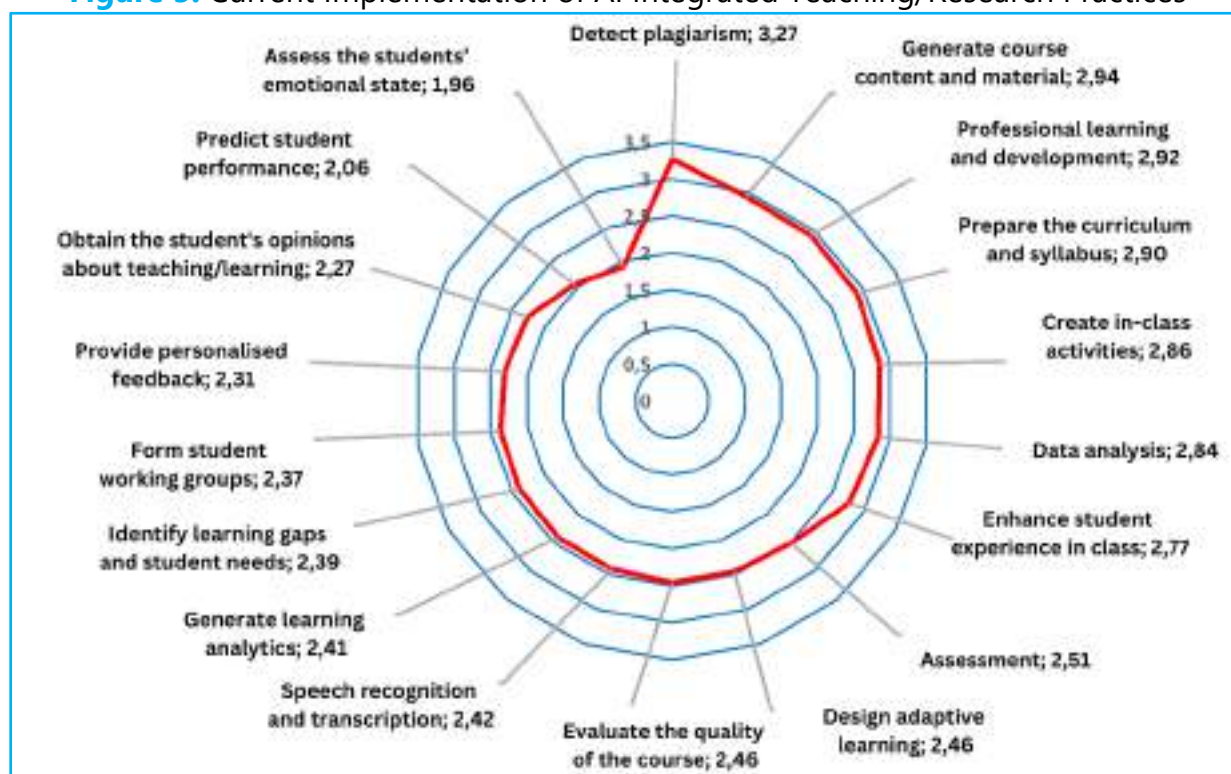 Figure 5: Current Implementation of AI Integrated Teaching/Research Practices
Detect plagiarism; 3,27
Generate course
content and material; 2,94
Professional learning
and development; 2,92
Prepare the curriculum
and syllabus; 2,90
Create in-class
activities; 2,86
Data analysis; 2,84
Enhance student
experience in class; 2,77
Assessment; 2,51
Design adaptive
learning; 2,46
Evaluate the quality
of the course; 2,46
Speech recognition
and transcription; 2,42
Generate learning
analytics; 2,41
Identify learning gaps
and student needs; 2,39
Form student
working groups; 2,37
Provide personalised
feedback; 2,31
Obtain the student's opinions
about teaching/learning; 2,27
Predict student
performance; 2,06
Assess the students'
emotional state; 1,96
3,5
3
2,5
2
1,5
1
0,5
0